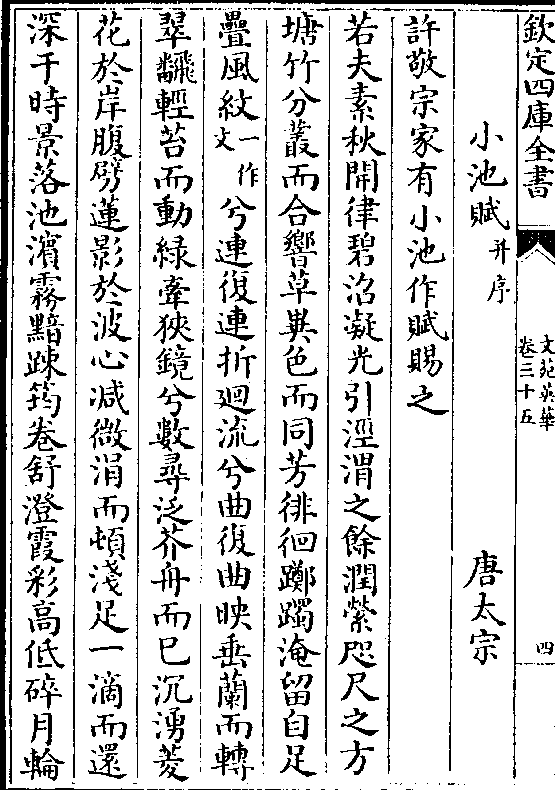 欽定四庫全書
文苑英華
卷三十五
四
小池賦并序 唐太宗
許敬宗家有小池作賦賜之
若夫素秋開律碧沼凝光引涇渭之餘潤縈咫尺之方
塘竹分叢而合響草異色而同芳徘徊躑躅淹留自足
疊風紋一作文兮連復連折迴流兮曲復曲映垂蘭而轉
翠飜輕苔而動緑牽狹鏡兮數尋泛芥舟而已沉湧菱
花於岸腹劈蓮影於波心减微涓而頓淺足一滴而還
深于時景落池濵霧黯踈筠卷舒澄霞彩高低碎月輪